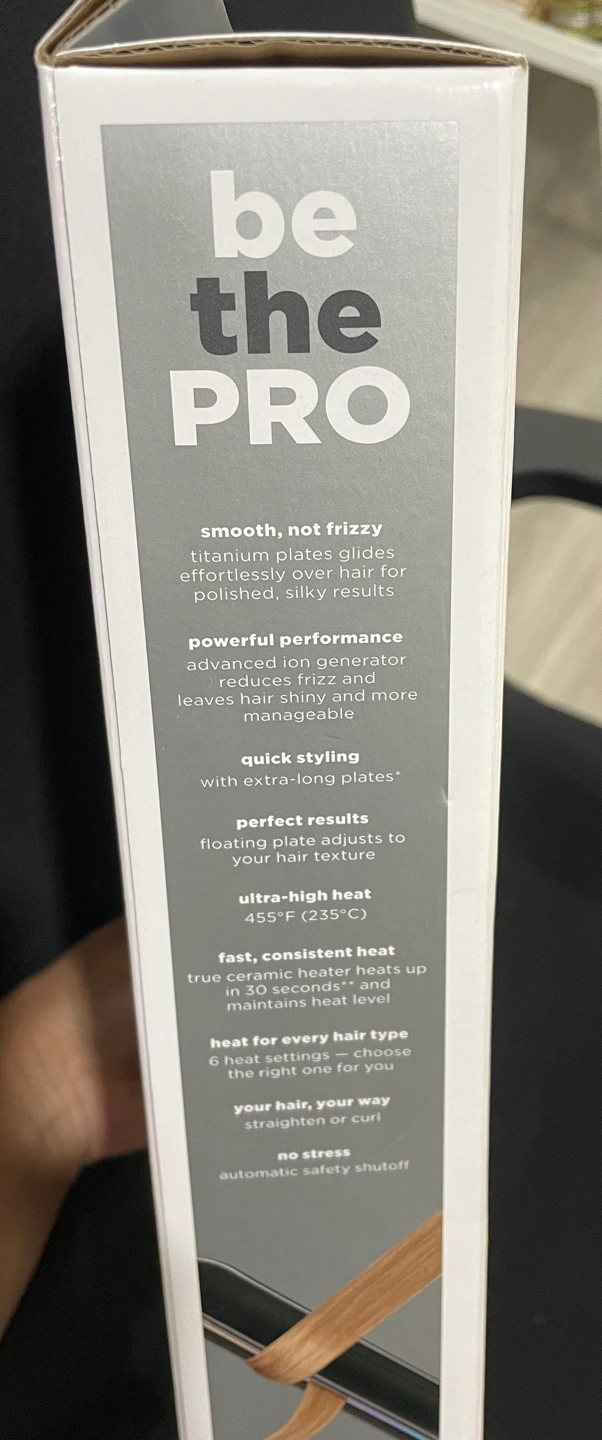 be
the
PRO
smooth, not frizzy
titanium plates glides
effortlessly over hair for
polished, silky results
powerful performance
advanced ion generator
reduces frizz and
leaves hair shiny and more
manageable
quick styling
with extra-long plates*
perfect results
floating plate adjusts to
your hair texture
ultra-high heat
455°F (235°C)
fast, consistent heat
true ceramic heater heats up
in 30 seconds** and
maintains heat level
heat for every hair type
6 heat settings — choose
the right one for you
your hair, your way
straighten or curl
no stress
automatic safety shutoff